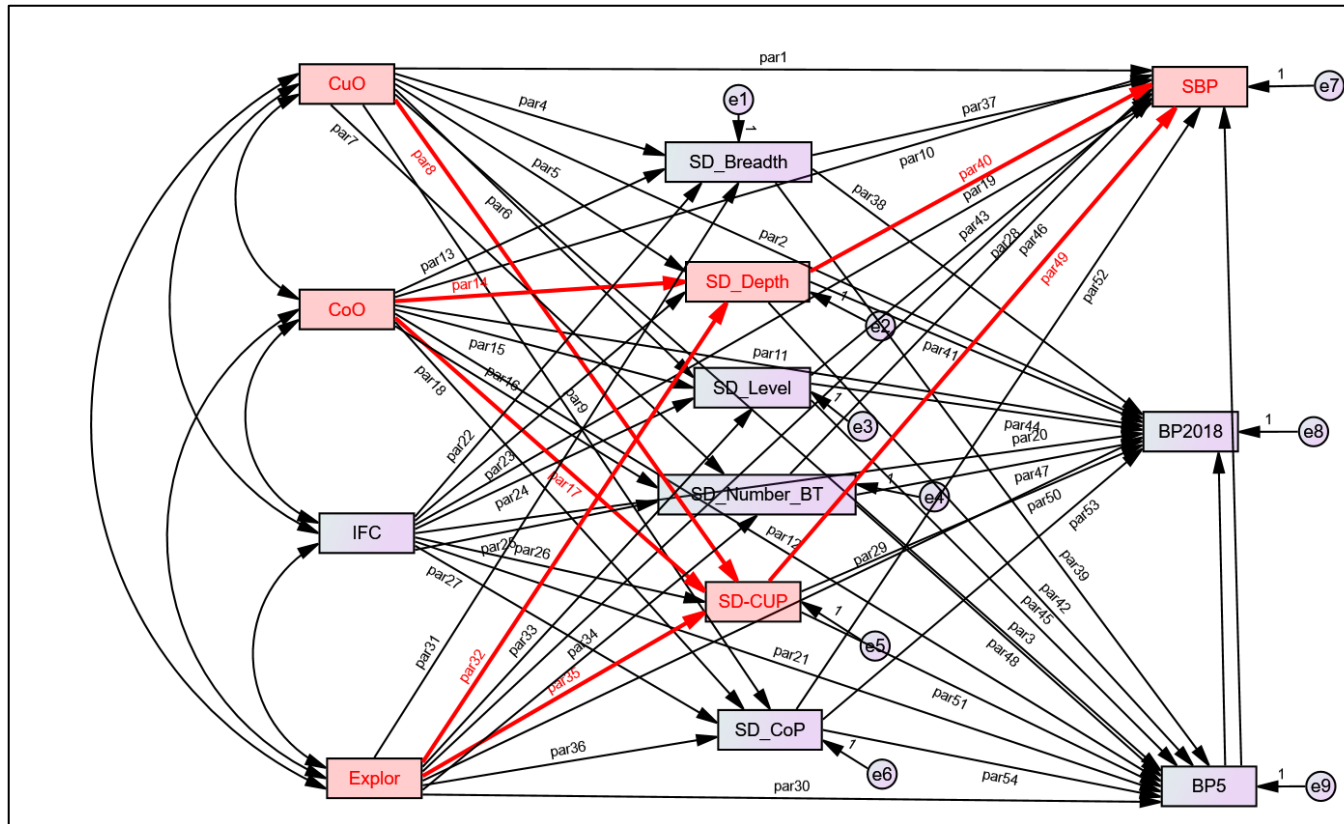 CuO
par1
SBP
1
e7
e1
par4
par37
par7
1
SD_Breadth
par10
par8
par5
par40
par19
par6
par38
par43
par2
par28
par46
par13
SD_Depth
par49
par52
par14
CoO
1
e2
par41
par15
par11
par16
SD_Level
par18
par9
1
e3
par44
BP2018
1
e8
par22
par20
par23
par17
par24
SD_Number_BT
1
e4
par47
par50
IFC
par53
par25
par26
par12
par29
par27
SD-CUP
par39
1
e5
par42
par45
par31
par33
par34
par21
par3
par48
par32
par35
par51
SD_CoP
par36
1
e6
par54
Explor
par30
BP5
1
e9